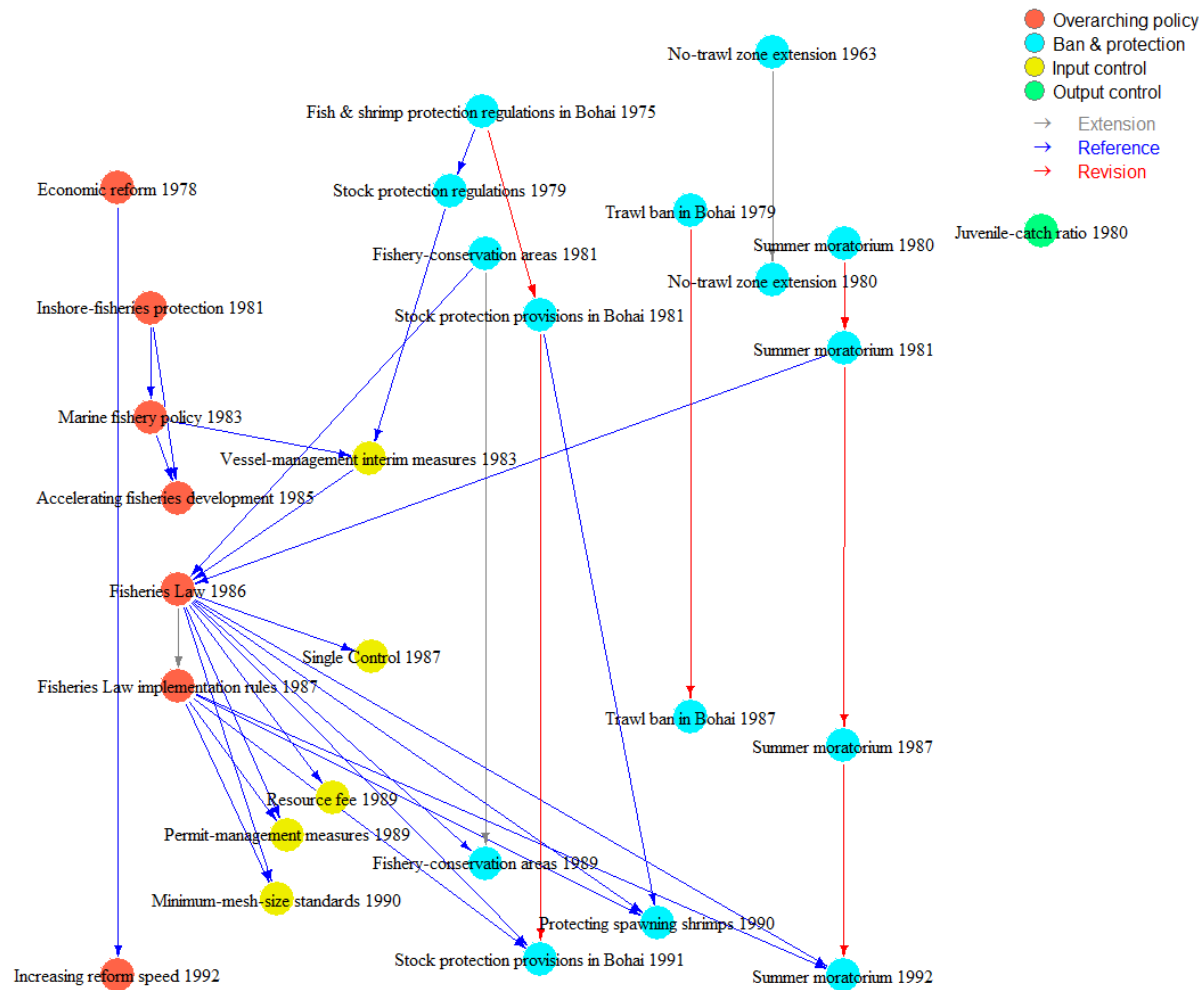 Overarching policy
Ban & protection
Input control
Output control
Extension
Reference
Revision
No-trawl zone extension 1963
Fish & shrimp protection regulations in Bohai 1975
Economic reform 1978
Stock protection regulations 1979
Trawl ban in Bohai 1979
Juvenile-catch ratio 1980
Summer moratorium 1980
Fishery-conservation areas 1981
No-trawl zone extension 1980
Inshore-fisheries protection 1981
Stock protection provisions in Bohai 1981
Summer moratorium 1981
Marine fishery policy 1983
Vessel-management interim measures 1983
Accelerating fisheries development 1985
Fisheries Law 1986
Single Control 1987
Fisheries Law implementation rules 1987
Trawl ban in Bohai 1987
Summer moratorium 1987
Resource fee 1989
Permit-management measures 1989
Fishery-conservation areas 1989
Minimum-mesh-size standards 1990
Protecting spawning shrimps 1990
Stock protection provisions in Bohai 1991
Increasing reform speed 1992
Summer moratorium 1992